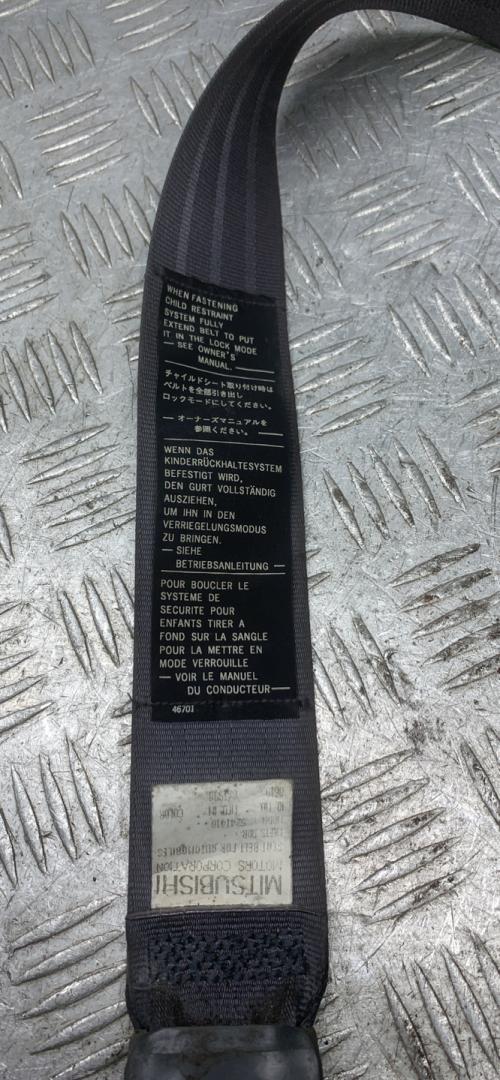 WHEN FASTENING
CHILD RESTRAINT
SYSTEM FULLY
EXTEND BELT TO PUT
IT IN THE LOCK MODE
— SEE OWNER'S
MANUAL. —
チャイルドシート取り付け時は
ベルトを全部引き出し
ロックモードにしてください。
— オーナーズマニュアルを
参照ください。 —
WENN DAS
KINDERRÜCKHALTESYSTEM
BEFESTIGT WIRD,
DEN GURT VOLLSTÄNDIG
AUSZIEHEN,
UM IHN IN DEN
VERRIEGELUNGSMODUS
ZU BRINGEN.
— SIEHE
BETRIEBSANLEITUNG —
POUR BOUCLER LE
SYSTEME DE
SECURITE POUR
ENFANTS TIRER A
FOND SUR LA SANGLE
POUR LA METTRE EN
MODE VERROUILLE
— VOIR LE MANUEL
DU CONDUCTEUR —
46701
MITSUBISHI
MOTORS CORPORATION
SEAT BELT FOR AUTOMOBILES
COLOR